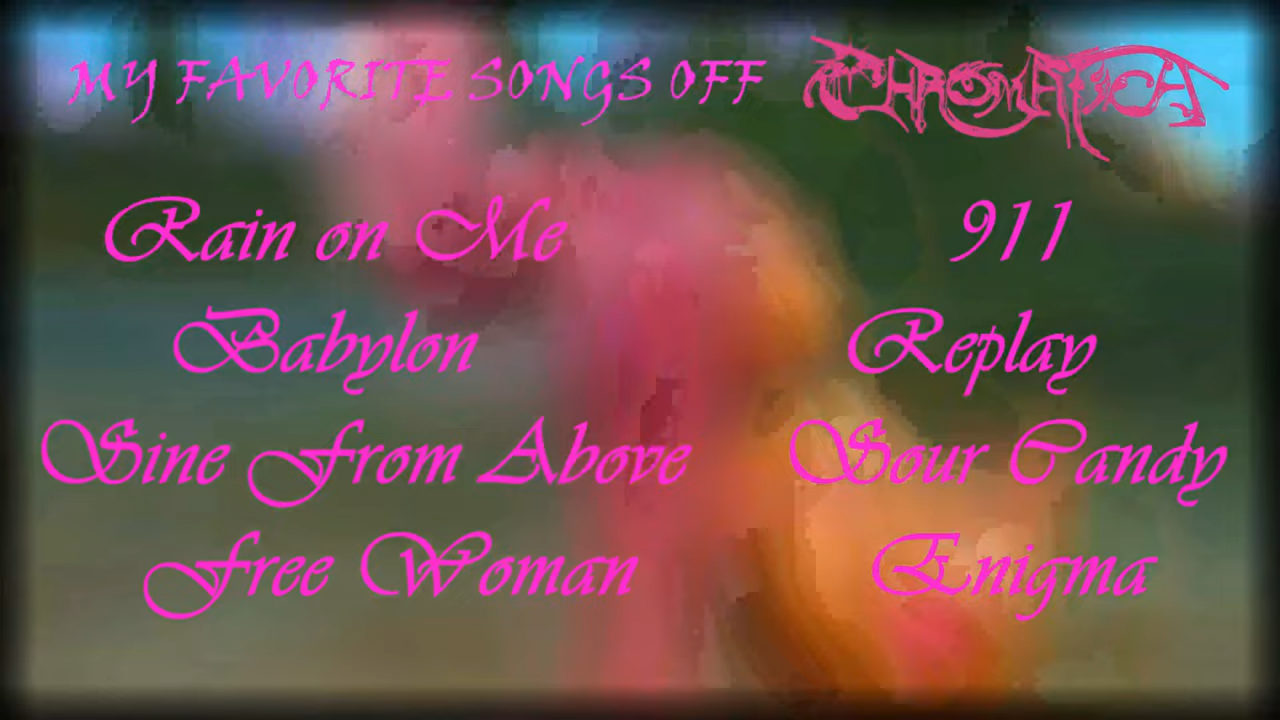 MY FAVORITE SONGS OFF CHROMATICA
Rain on Me
Babylon
Sine From Above
Free Woman
911
Replay
Sour Candy
Enigma